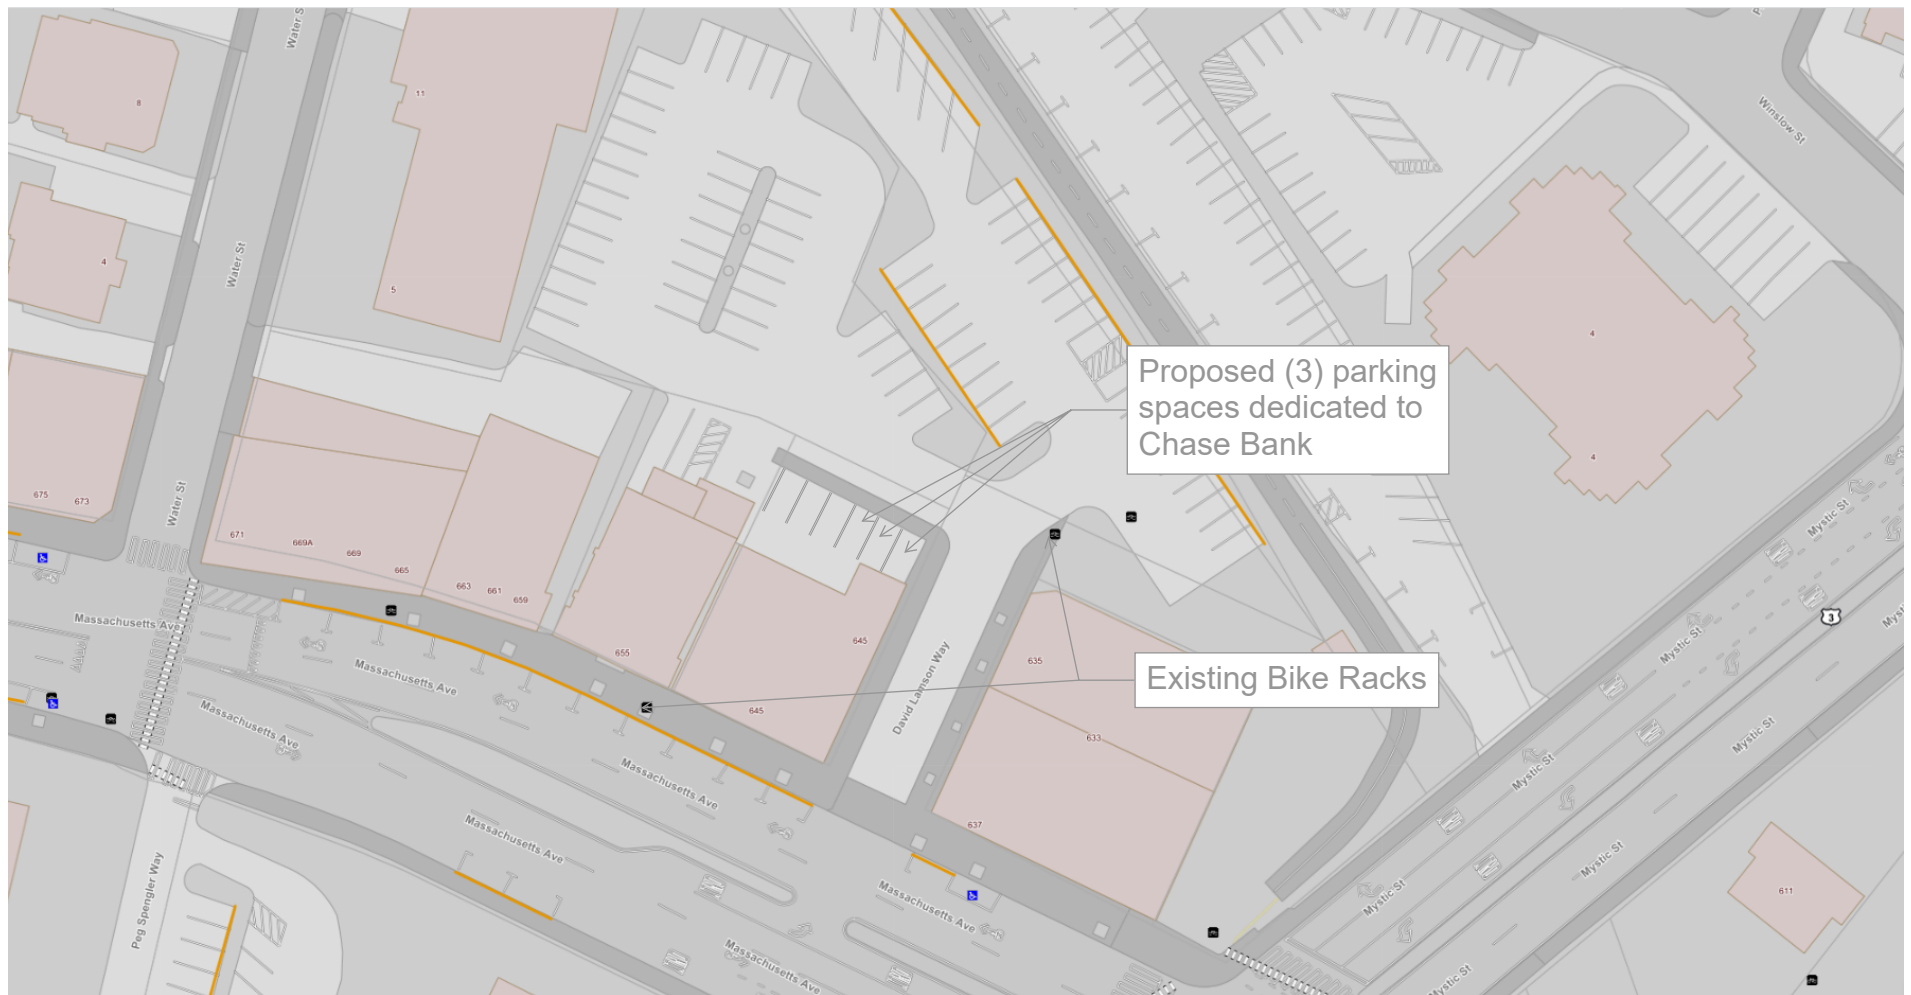 Water S
8
11
5
4
Water St
Winslow St
4
4
Proposed (3) parking
spaces dedicated to
Chase Bank
675
673
671
669A
669
665
663
661
659
655
645
645
635
633
637
611
Water St
Massachusetts Ave
Massachusetts Ave
Massachusetts Ave
Massachusetts Ave
Massachusetts Ave
Massachusetts Ave
Massachusetts Ave
David Lamson Way
Existing Bike Racks
Peg Spengler Way
Mystic St
Mystic St
Mystic St
Mystic St
Mystic St
Mystic St
Mystic St
Myst
3